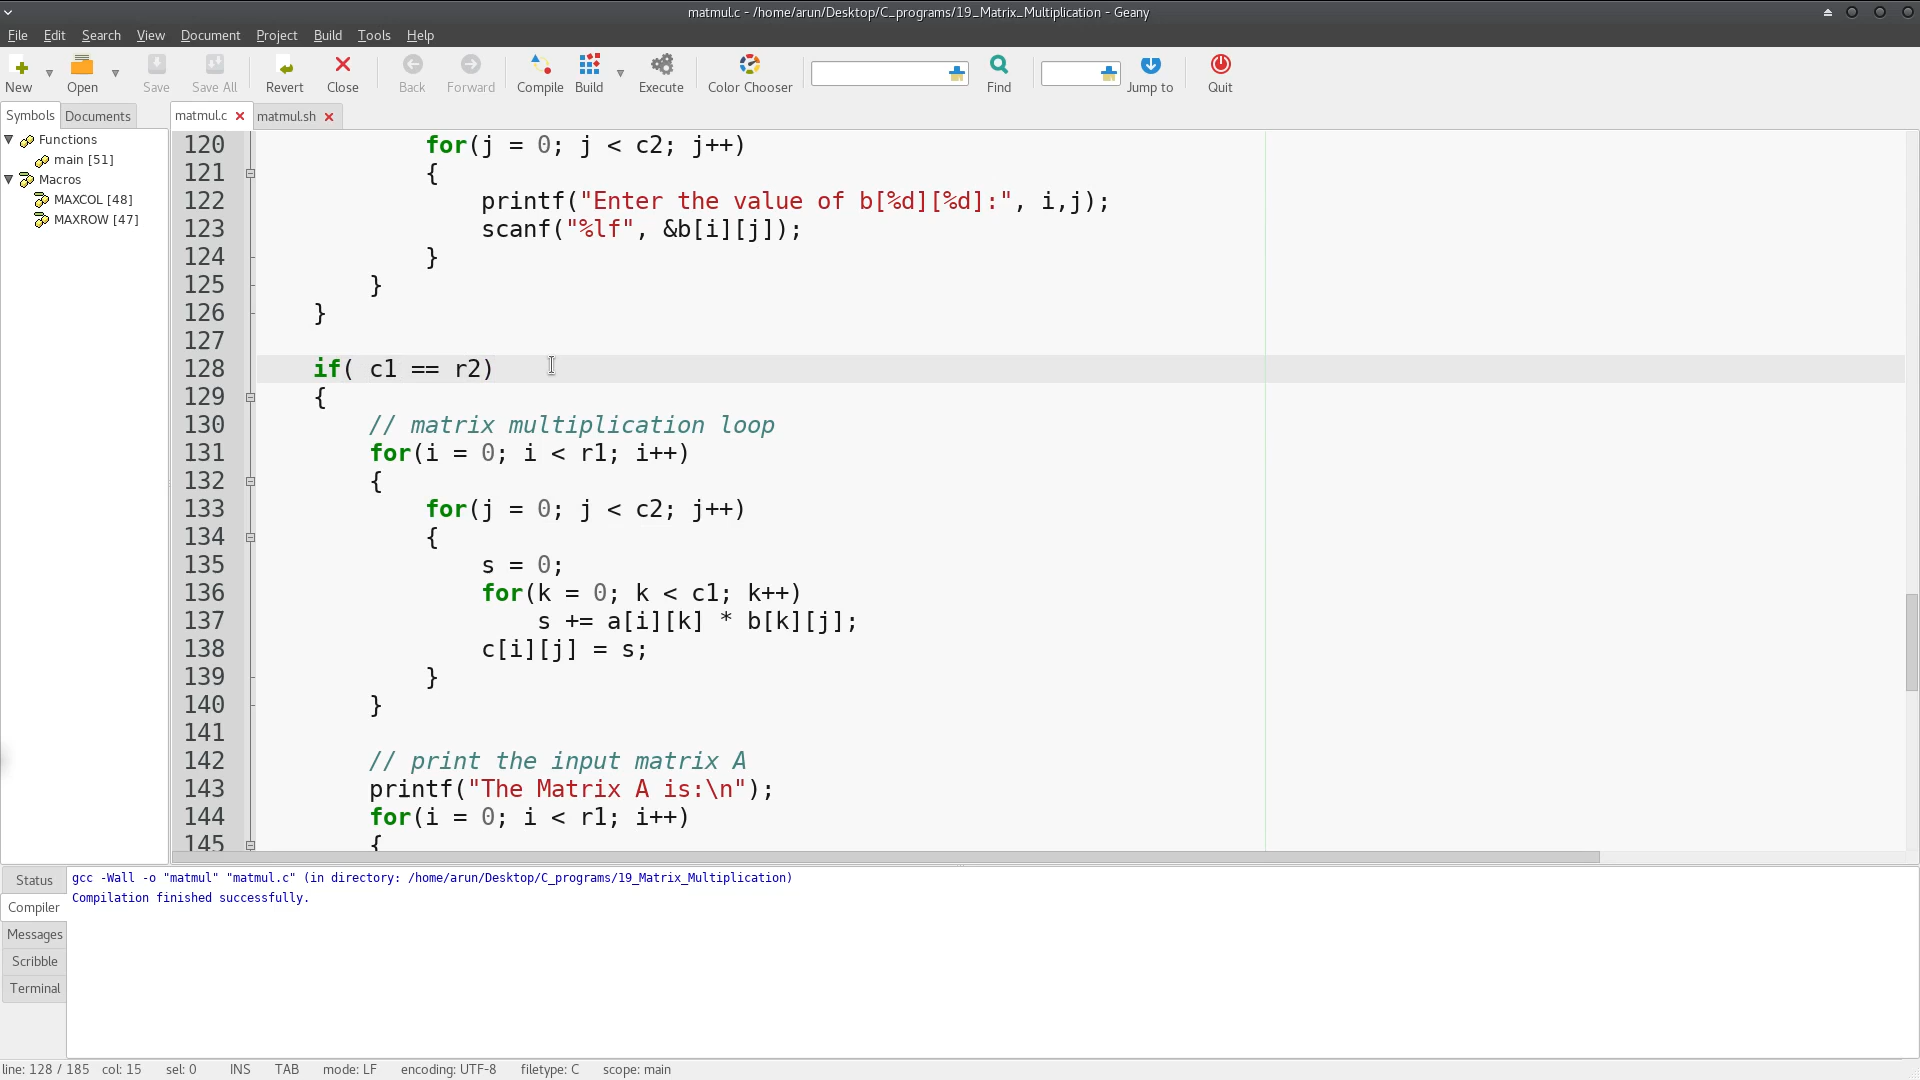 matmul.c - /home/arun/Desktop/C_programs/19_Matrix_Multiplication - Geany
File Edit Search View Document Project Build Tools Help
New Open Save Save All Revert Close Back Forward Compile Build Execute Color Chooser Find Jump to Quit
Symbols Documents
matmul.c matmul.sh
Functions
main [51]
Macros
MAXCOL [48]
MAXROW [47]
120 for(j = 0; j < c2; j++)
121 {
122 printf("Enter the value of b[%d][%d]:", i,j);
123 scanf("%lf", &b[i][j]);
124 }
125 }
126 }
127
128 if( c1 == r2)
129 {
130 // matrix multiplication loop
131 for(i = 0; i < r1; i++)
132 {
133 for(j = 0; j < c2; j++)
134 {
135 s = 0;
136 for(k = 0; k < c1; k++)
137 s += a[i][k] * b[k][j];
138 c[i][j] = s;
139 }
140 }
141
142 // print the input matrix A
143 printf("The Matrix A is:\n");
144 for(i = 0; i < r1; i++)
145 {
Status
Compiler
Messages
Scribble
Terminal
gcc -Wall -o "matmul" "matmul.c" (in directory: /home/arun/Desktop/C_programs/19_Matrix_Multiplication)
Compilation finished successfully.
line: 128 / 185 col: 15 sel: 0 INS TAB mode: LF encoding: UTF-8 filetype: C scope: main